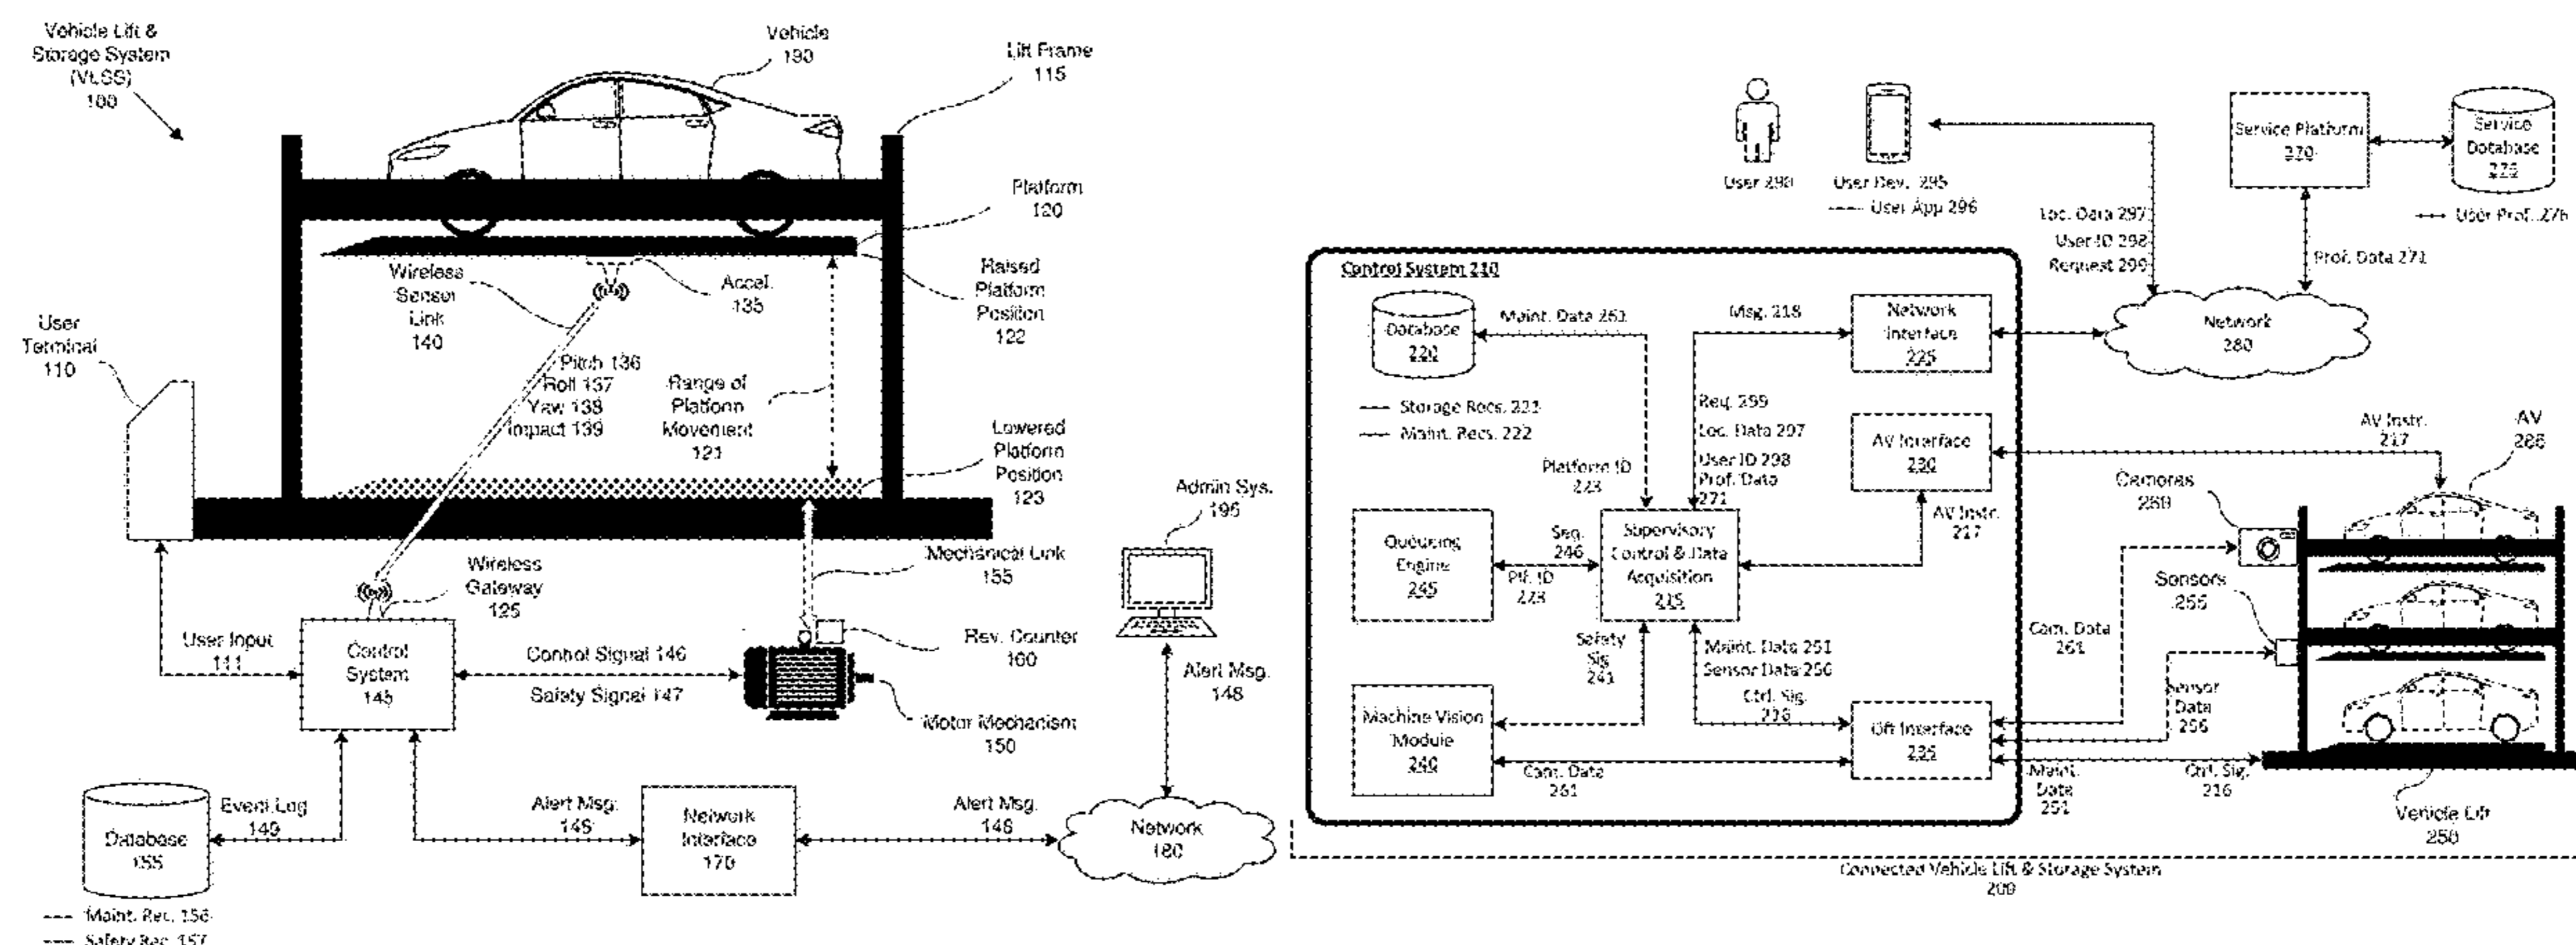 Vehicle Lift &
Storage System
(VLSS)
100
Vehicle
190
Lift Frame
115
Platform
120
Wireless
Sensor
Link
140
Accel.
135
Raised
Platform
Position
122
User
Terminal
110
Pitch 136
Roll 137
Yaw 138
Impact 139
Range of
Platform
Movement
121
Lowered
Platform
Position
123
Admin Sys.
195
Mechanical Link
155
Wireless
Gateway
125
User Input
111
Control
System
145
Control Signal 146
Safety Signal 147
Rev. Counter
160
Motor Mechanism
150
Alert Msg.
148
Event Log
149
Database
Alert Msg.
Network
Interface
170
Alert Msg.
148
Network
180
Maint. Rec. 156
Safety Rec. 157
User 290
User Dev. 295
User App 296
Service Platform
270
Service
Database
275
User Prof. 276
Loc. Data 297
User ID 298
Request 299
Prof. Data 271
Control System 210
Database
220
Maint. Data 251
Msg. 218
Network
Interface
225
Network
280
Storage Recs. 221
Maint. Recs. 222
Req. 299
Loc. Data 297
User ID 298
Prof. Data
271
AV Interface
230
AV Instr.
217
AV
Platform ID
223
AV Instr.
217
Cameras
260
Queueing
Engine
245
Seq.
246
Plf. ID
223
Supervisory
Control & Data
Acquisition
215
Sensors
255
Safety
Sig.
241
Maint. Data 251
Sensor Data 256
Ctrl. Sig.
216
Cam. Data
261
Sensor
Data
256
Machine Vision
Module
240
Cam. Data
261
Interface
235
Maint.
Data
251
Ctrl. Sig.
216
Vehicle Lift
250
Connected Vehicle Lift & Storage System
200